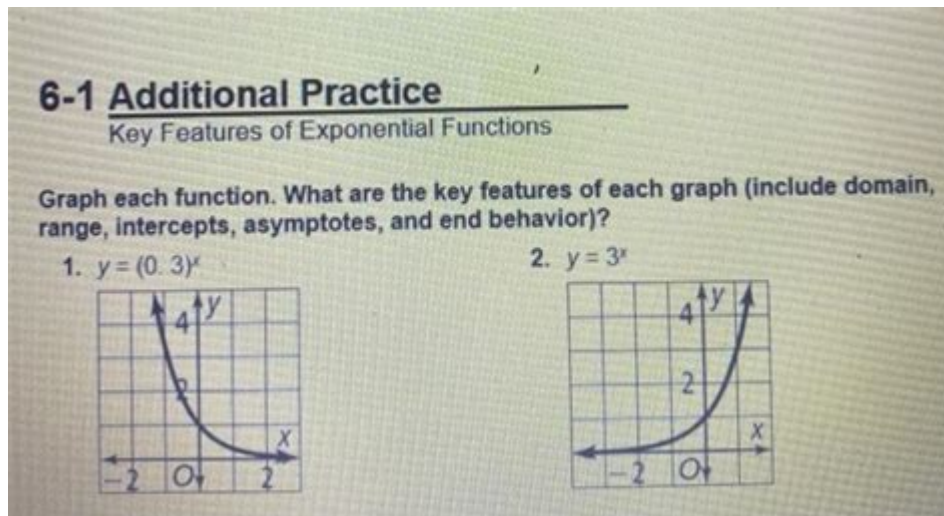 6-1 Additional Practice
Key Features of Exponential Functions
Graph each function. What are the key features of each graph (include domain,
range, intercepts, asymptotes, and end behavior)?
1. y = (0. 3)ˣ
2. y = 3ˣ
4 y
2
x
-2 O 2
4 y
2
x
-2 O